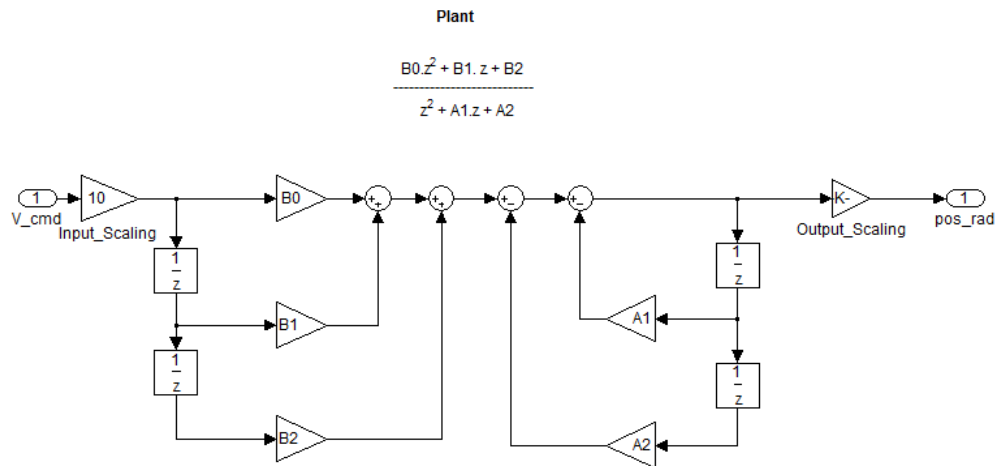 Plant
B0.z² + B1. z + B2
----------------------------
z² + A1.z + A2
1
V_cmd
10
Input_Scaling
B0
+
+
+
+
+
−
+
−
K-
Output_Scaling
1
pos_rad
1
z
1
z
B1
A1
1
z
1
z
B2
A2